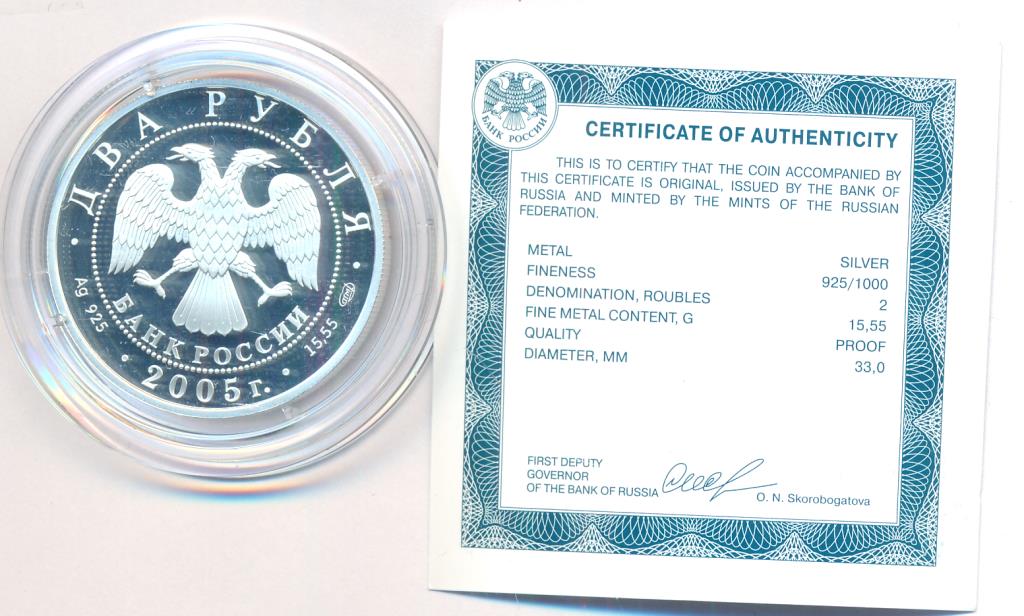 ДВА РУБЛЯ
Ag 925
15,55
БАНК РОССИИ
2005 г.
БАНК РОССИИ
CERTIFICATE OF AUTHENTICITY
THIS IS TO CERTIFY THAT THE COIN ACCOMPANIED BY
THIS CERTIFICATE IS ORIGINAL, ISSUED BY THE BANK OF
RUSSIA AND MINTED BY THE MINTS OF THE RUSSIAN
FEDERATION.
METAL SILVER
FINENESS 925/1000
DENOMINATION, ROUBLES 2
FINE METAL CONTENT, G 15,55
QUALITY PROOF
DIAMETER, MM 33,0
FIRST DEPUTY
GOVERNOR
OF THE BANK OF RUSSIA O. N. Skorobogatova